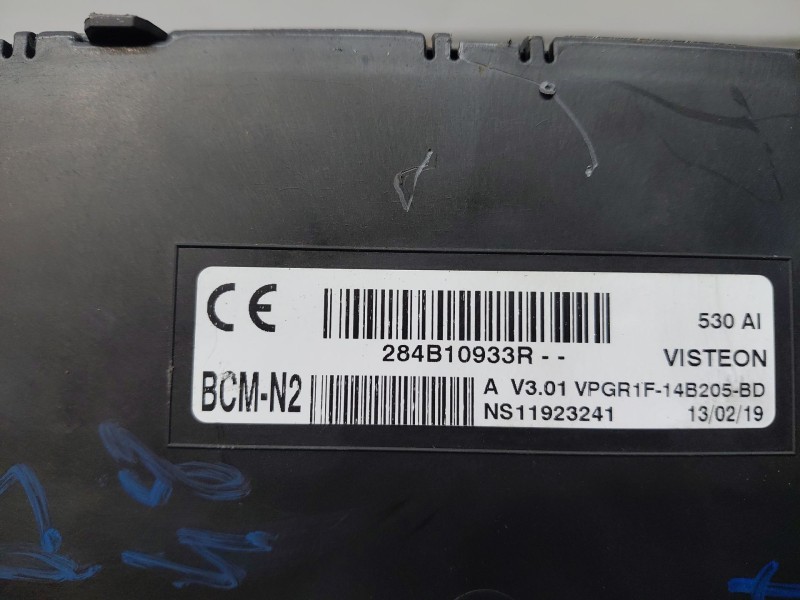 CE 530 AI
284B10933R - - VISTEON
BCM-N2 A V3.01 VPGR1F-14B205-BD
NS11923241 13/02/19